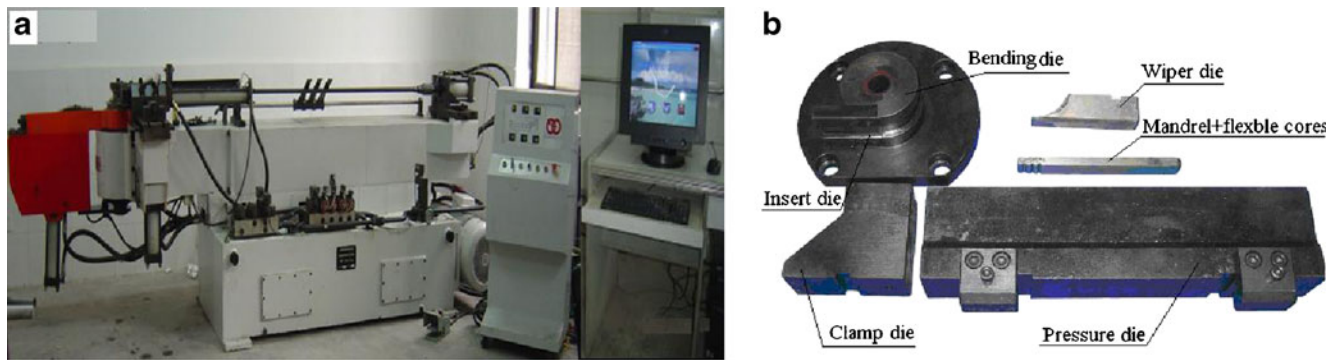 a
b
Bending die
Wiper die
Mandrel+flexble cores
Insert die
Clamp die
Pressure die